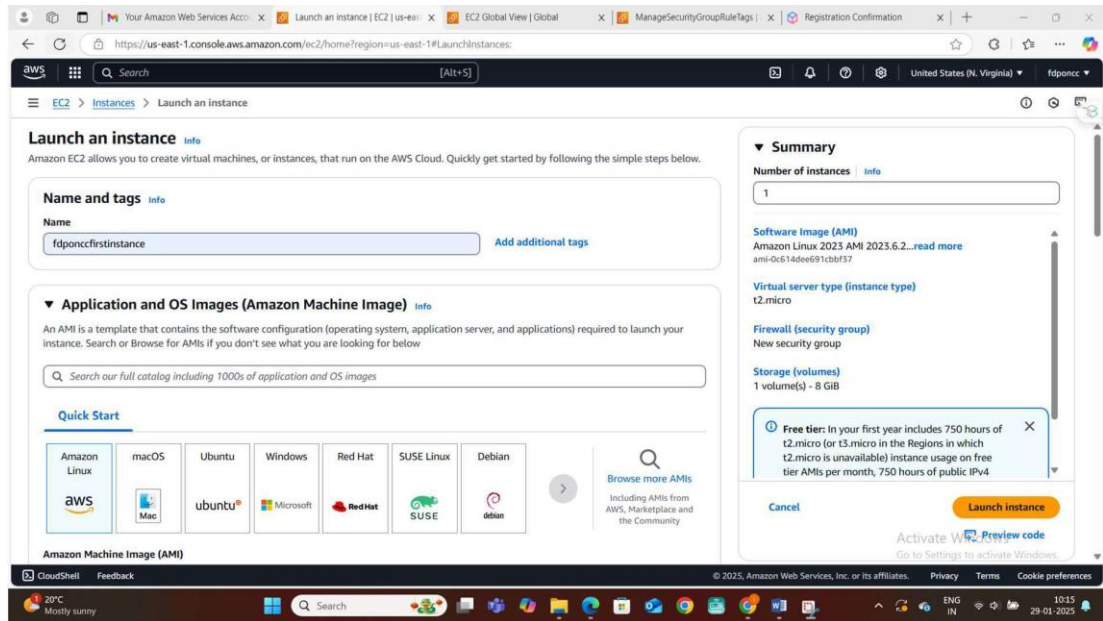 Your Amazon Web Services Acco
Launch an instance | EC2 | us-eas
EC2 Global View | Global
ManageSecurityGroupRuleTags |
Registration Confirmation
https://us-east-1.console.aws.amazon.com/ec2/home?region=us-east-1#LaunchInstances:
aws
Search
[Alt+S]
United States (N. Virginia)
fdponcc
EC2 > Instances > Launch an instance
Launch an instance Info
Amazon EC2 allows you to create virtual machines, or instances, that run on the AWS Cloud. Quickly get started by following the simple steps below.
Name and tags Info
Name
fdponccfirstinstance
Add additional tags
Application and OS Images (Amazon Machine Image) Info
An AMI is a template that contains the software configuration (operating system, application server, and applications) required to launch your
instance. Search or Browse for AMIs if you don't see what you are looking for
below
Search our full catalog including 1000s of application and OS images
Quick Start
Amazon
Linux
aws
macOS
Mac
Ubuntu
ubuntu®
Windows
Microsoft
Red Hat
Red Hat
SUSE Linux
SUSE
Debian
debian
Browse more AMIs
Including AMIs from
AWS, Marketplace and
the Community
Amazon Machine Image (AMI)
Summary
Number of instances | Info
1
Software Image (AMI)
Amazon Linux 2023 AMI 2023.6.2...read more
ami-0c614dee691cbbf37
Virtual server type (instance type)
t2.micro
Firewall (security group)
New security group
Storage (volumes)
1 volume(s) - 8 GiB
Free tier: In your first year includes 750 hours of
t2.micro (or t3.micro in the Regions in which
t2.micro is unavailable) instance usage on free
tier AMIs per month, 750 hours of public IPv4
Cancel
Launch instance
Preview code
Activate Windows
Go to Settings to activate Windows.
CloudShell
Feedback
© 2025, Amazon Web Services, Inc. or its affiliates.
Privacy
Terms
Cookie preferences
1
20°C
Mostly sunny
Search
ENG
IN
10:15
29-01-2025